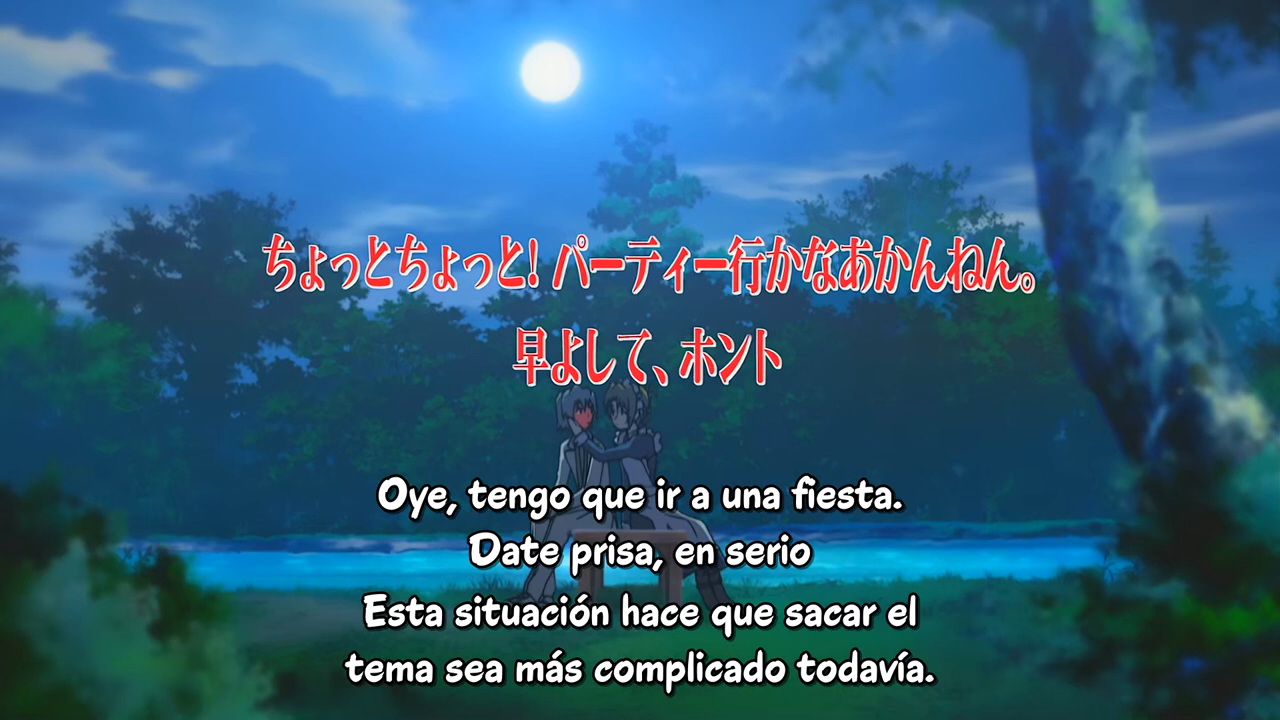 ちょっとちょっと! パーティー行かなあかんねん。
早よして、ホント
Oye, tengo que ir a una fiesta.
Date prisa, en serio
Esta situación hace que sacar el
tema sea más complicado todavía.